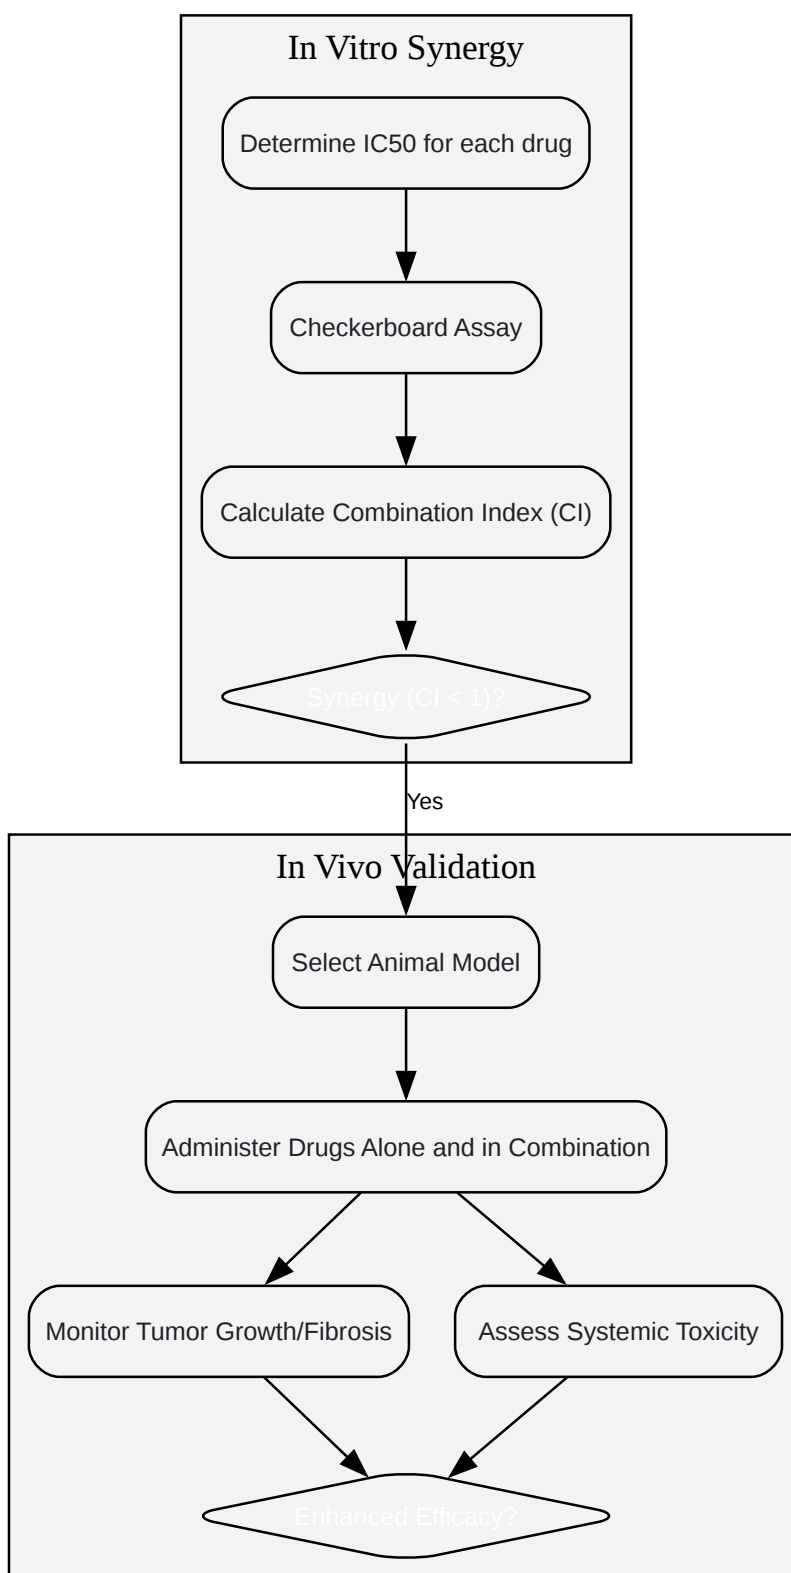 In Vitro Synergy
Determine IC50 for each drug
Checkerboard Assay
Calculate Combination Index (CI)
Synergy (CI < 1)?
Yes
In Vivo Validation
Select Animal Model
Administer Drugs Alone and in Combination
Monitor Tumor Growth/Fibrosis
Assess Systemic Toxicity
Enhanced Efficacy?